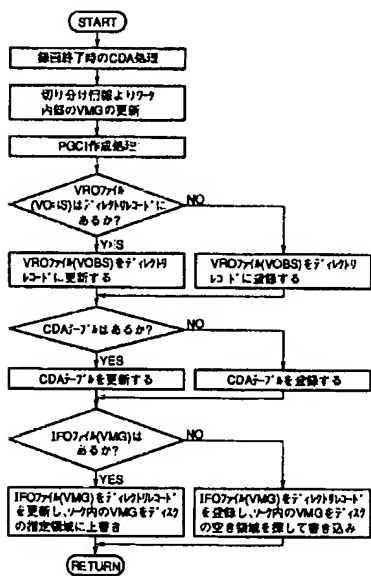 START
録画終了時のCDA処理
切り分け情報よりワーク
内部のVMGの更新
PGCI作成処理
VROファイル
(VOBS)はディレクトリレコードに
あるか?
NO
YES
VROファイル(VOBS)をディレクトリ
レコードに更新する
VROファイル(VOBS)をディレクトリ
レコードに登録する
CDAテーブルはあるか?
NO
YES
CDAテーブルを更新する
CDAテーブルを登録する
IFOファイル(VMG)は
あるか?
NO
YES
IFOファイル(VMG)をディレクトリレコード
を更新し、ワーク内のVMGをディスク
の指定領域に上書き
IFOファイル(VMG)をディレクトリレコード
を登録し、ワーク内のVMGをディスク
の空き領域を探して書き込み
RETURN